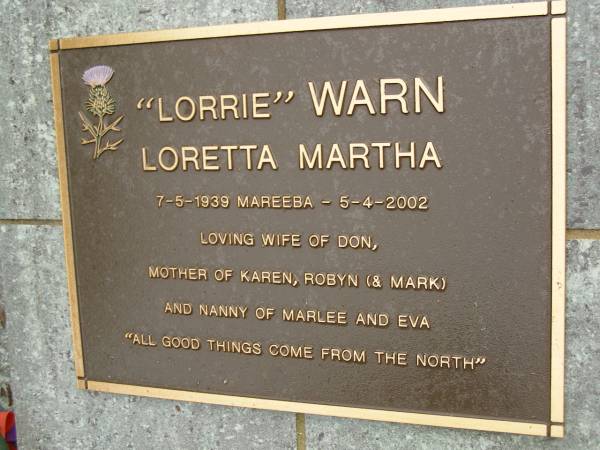 "LORRIE" WARN
LORETTA MARTHA
7-5-1939 MAREEBA - 5-4-2002
LOVING WIFE OF DON,
MOTHER OF KAREN, ROBYN (& MARK)
AND NANNY OF MARLEE AND EVA
"ALL GOOD THINGS COME FROM THE NORTH"